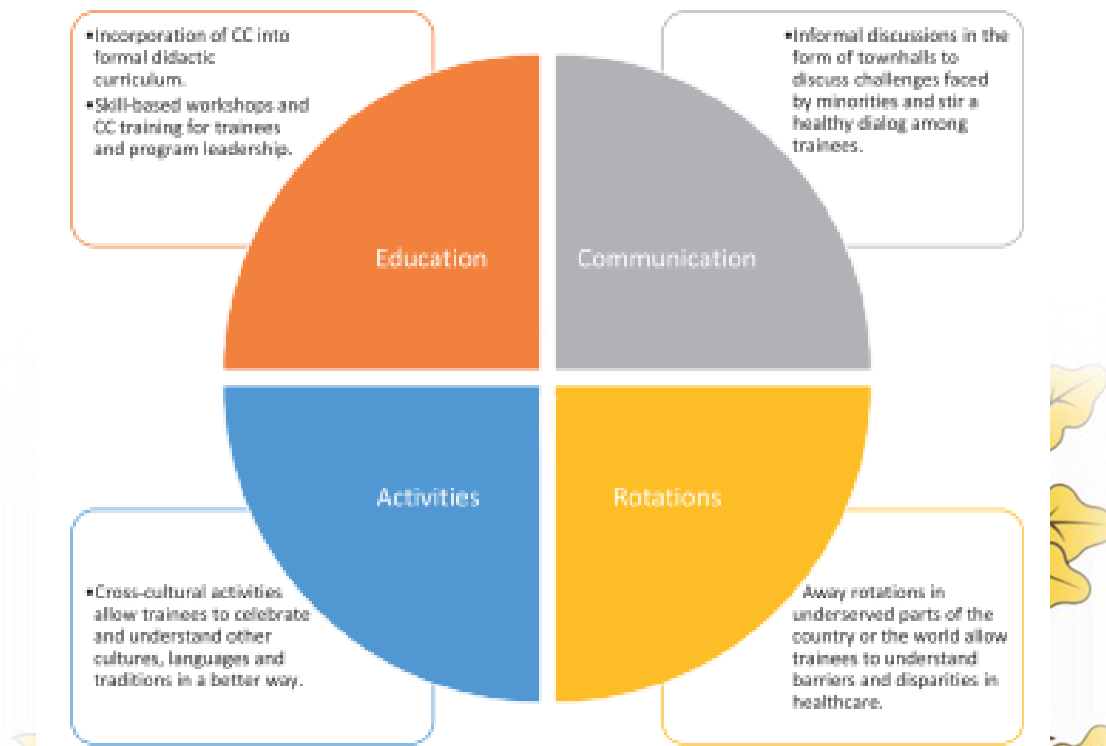 •Incorporation of CC into
formal didactic
curriculum.
•Skill-based workshops and
CC training for trainees
and program leadership.
•Informal discussions in the
form of townhalls to
discuss challenges faced
by minorities and stir a
healthy dialog among
trainees.
Education
Communication
Activities
Rotations
•Cross-cultural activities
allow trainees to celebrate
and understand other
cultures, languages and
traditions in a better way.
Away rotations in
underserved parts of the
country or the world allow
trainees to understand
barriers and disparities in
healthcare.